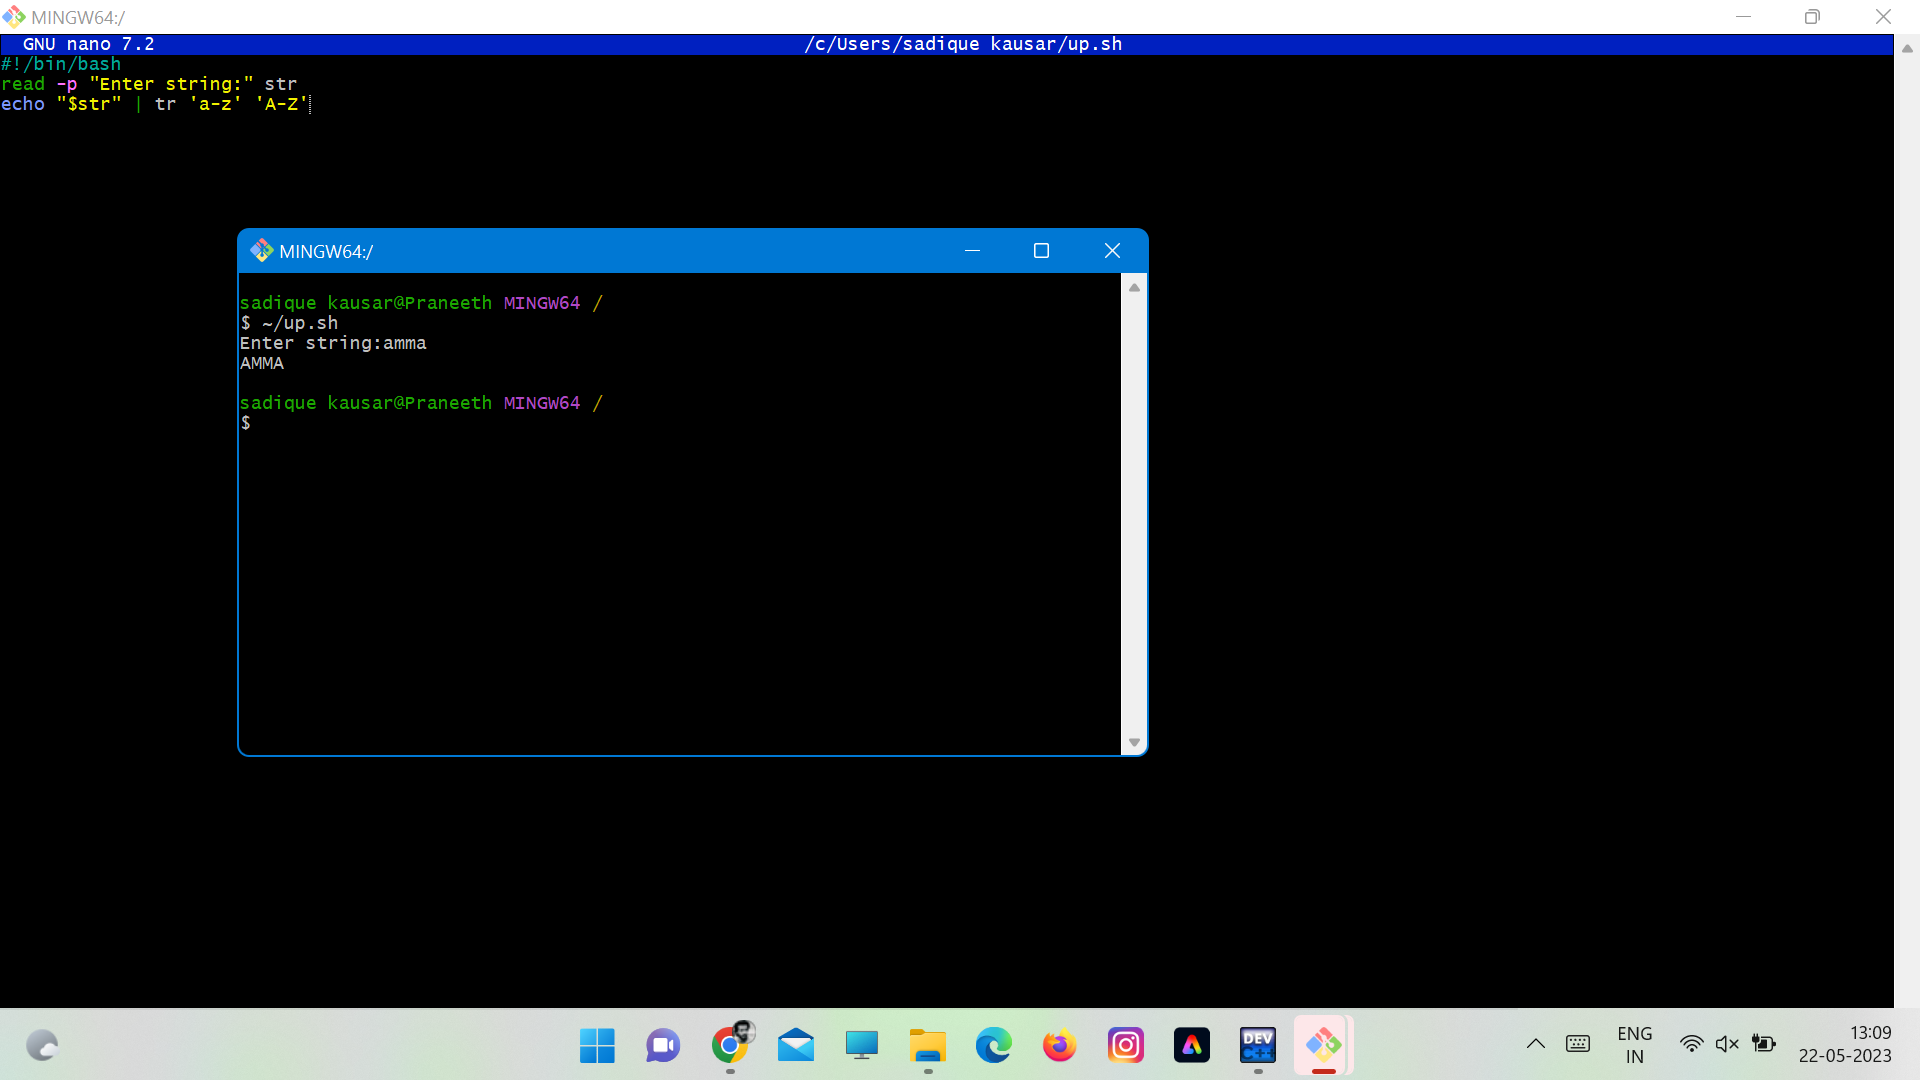 MINGW64:/
GNU nano 7.2 /c/Users/sadique kausar/up.sh
#!/bin/bash
read -p "Enter string:" str
echo "$str" | tr 'a-z' 'A-Z'
MINGW64:/
sadique kausar@Praneeth MINGW64 /
$ ~/up.sh
Enter string:amma
AMMA
sadique kausar@Praneeth MINGW64 /
$
DEV
C++
ENG
IN
13:09
22-05-2023